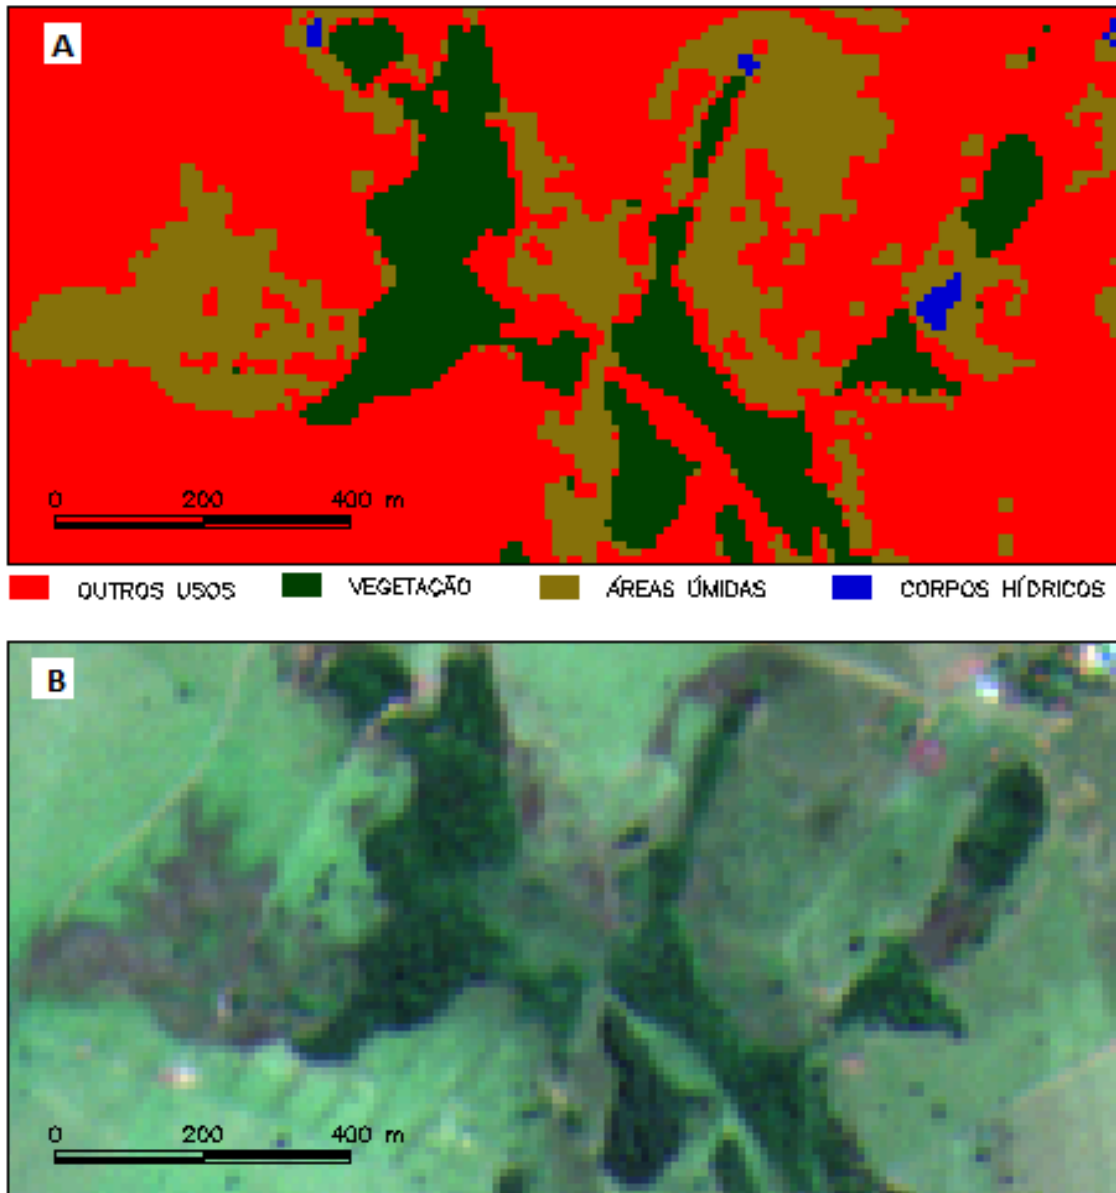 A
0 200 400 m
OUTROS USOS VEGETAÇÃO ÁREAS ÚMIDAS CORPOS HÍDRICOS
B
0 200 400 m